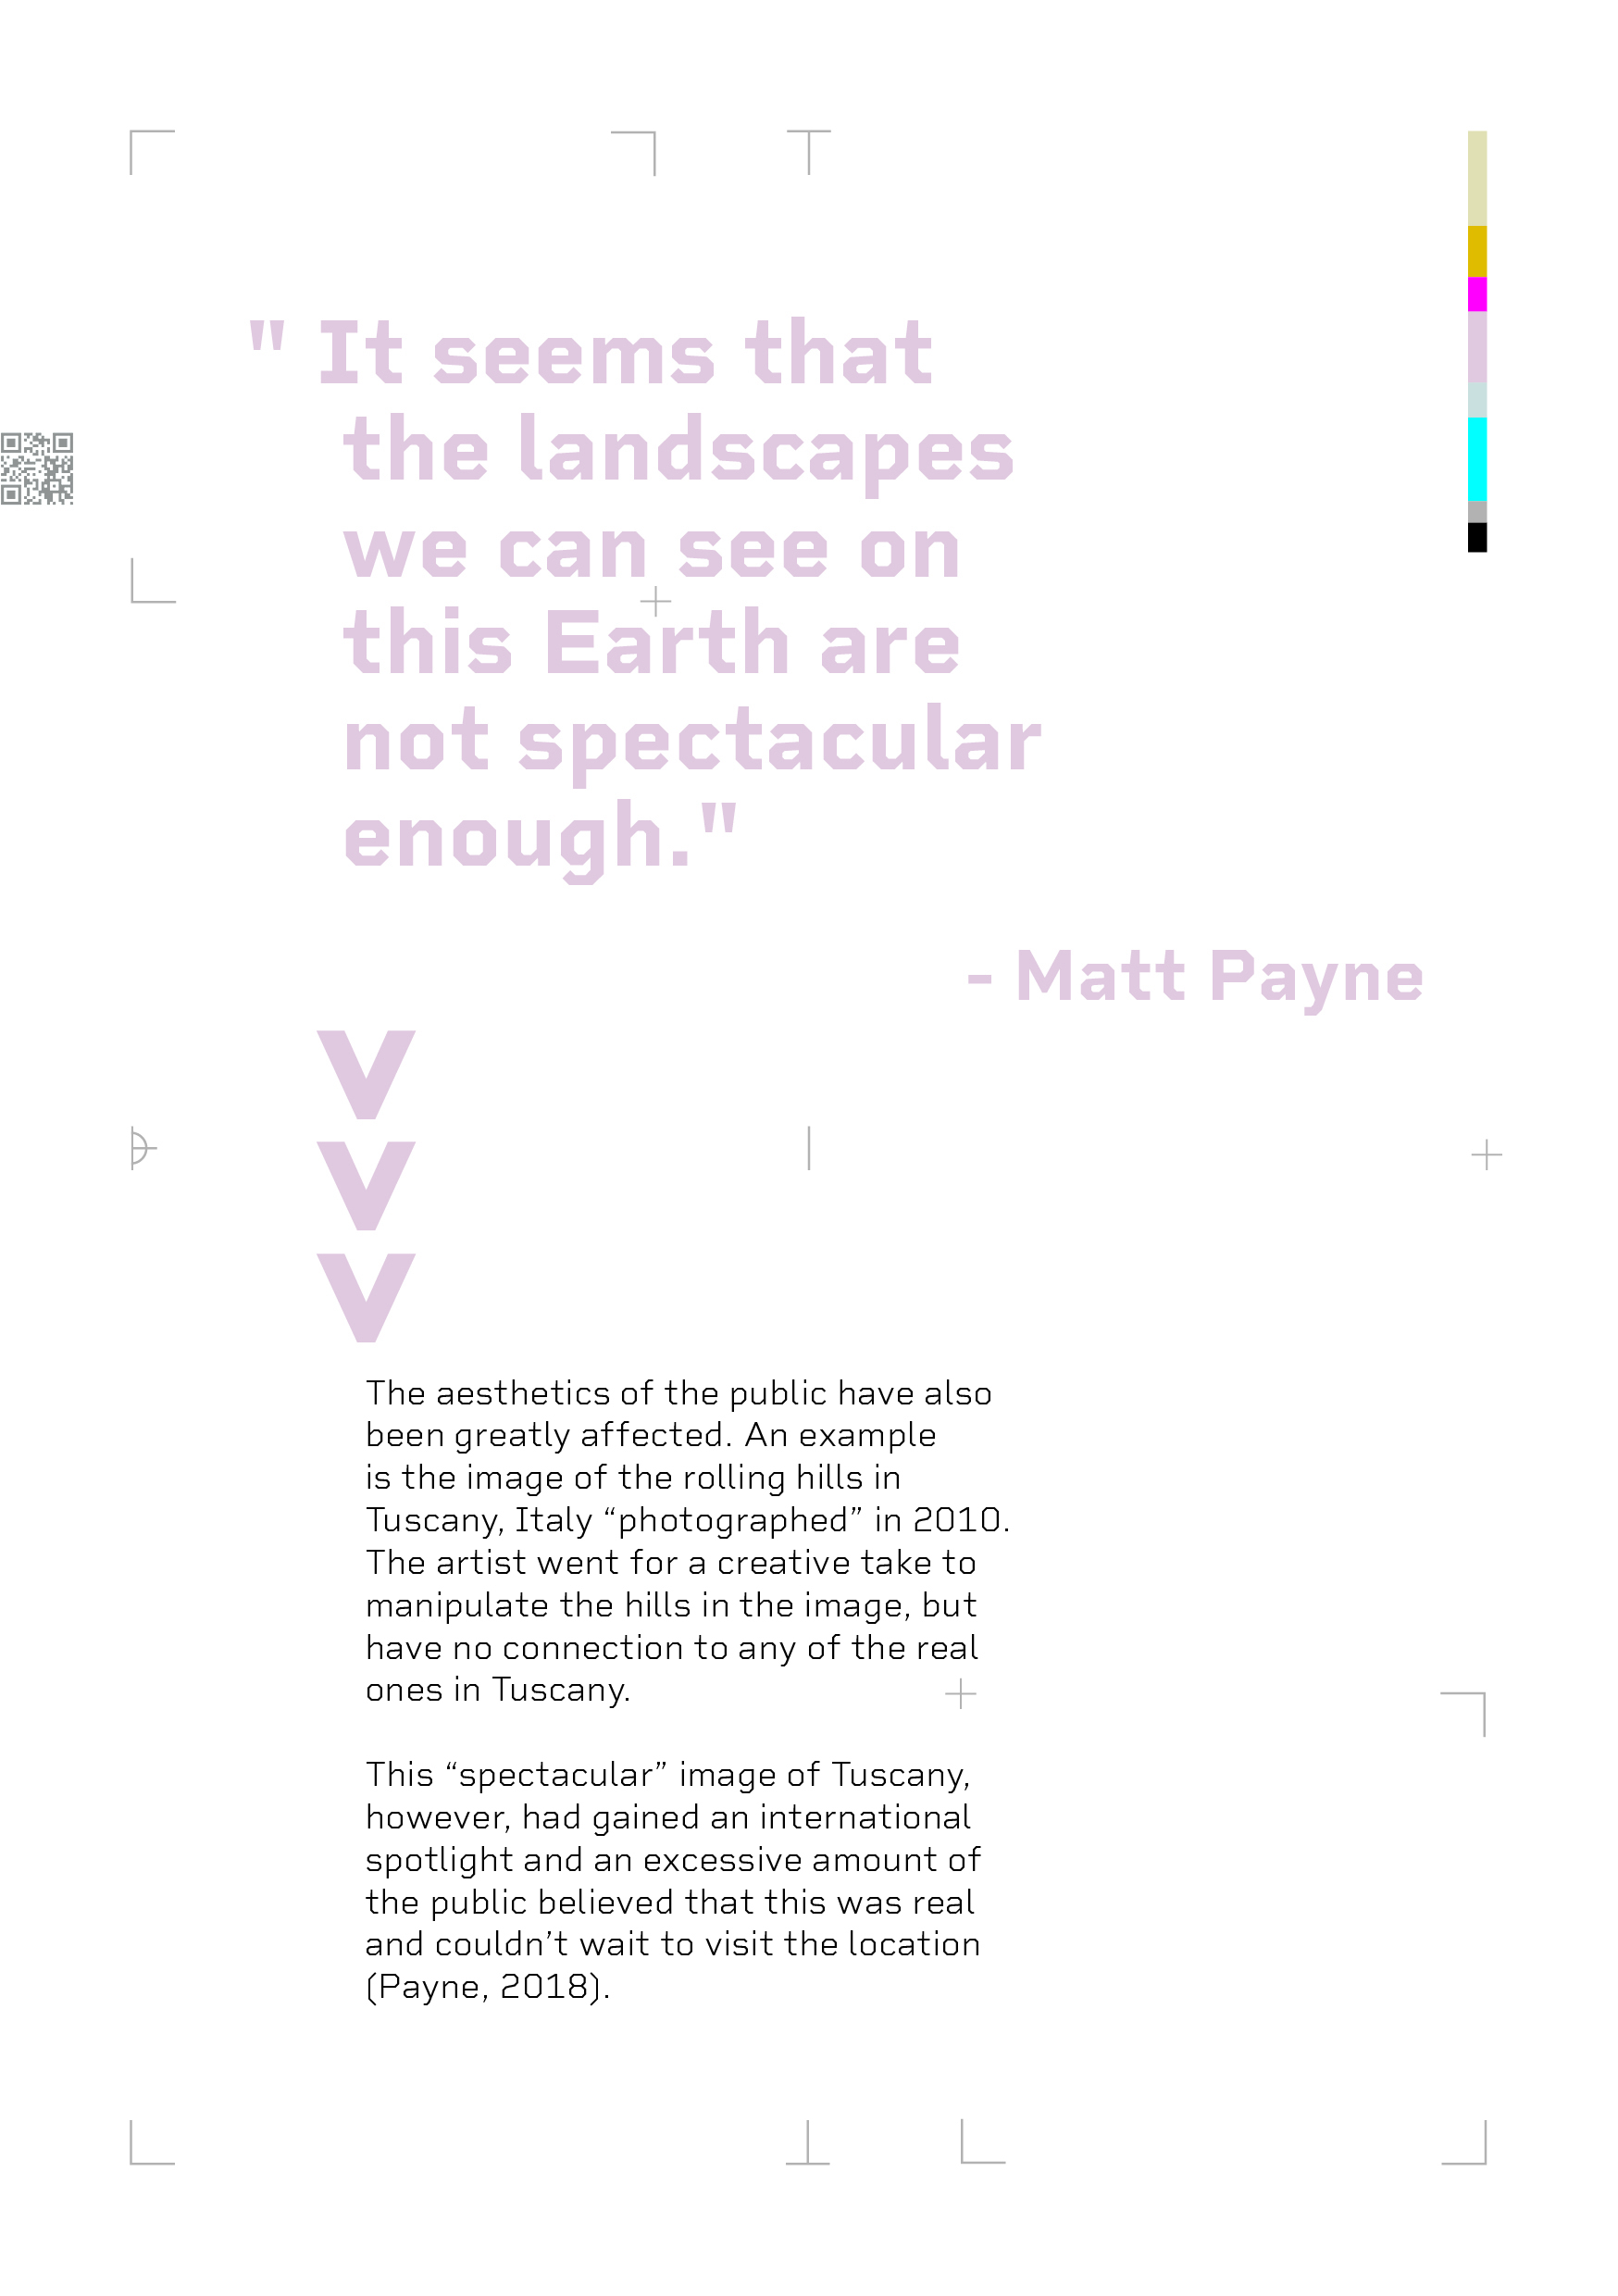 " It seems that
the landscapes
we can see on
this Earth are
not spectacular
enough."
- Matt Payne
V
V
V
The aesthetics of the public have also
been greatly affected. An example
is the image of the rolling hills in
Tuscany, Italy “photographed” in 2010.
The artist went for a creative take to
manipulate the hills in the image, but
have no connection to any of the real
ones in Tuscany.
This “spectacular” image of Tuscany,
however, had gained an international
spotlight and an excessive amount of
the public believed that this was real
and couldn’t wait to visit the location
(Payne, 2018).